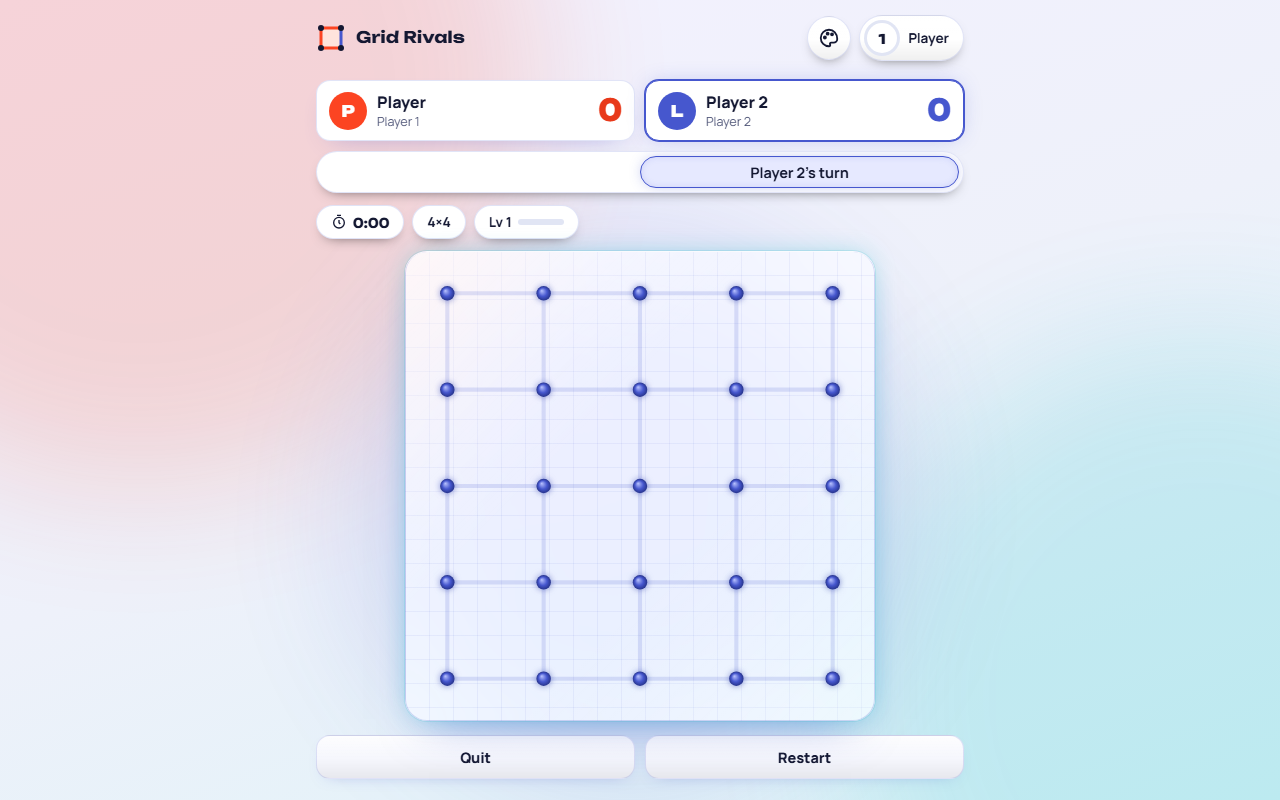 Grid Rivals
1 Player
P Player 0
Player 1
L Player 2 0
Player 2
Player 2's turn
0:00 4×4 Lv 1
Quit Restart